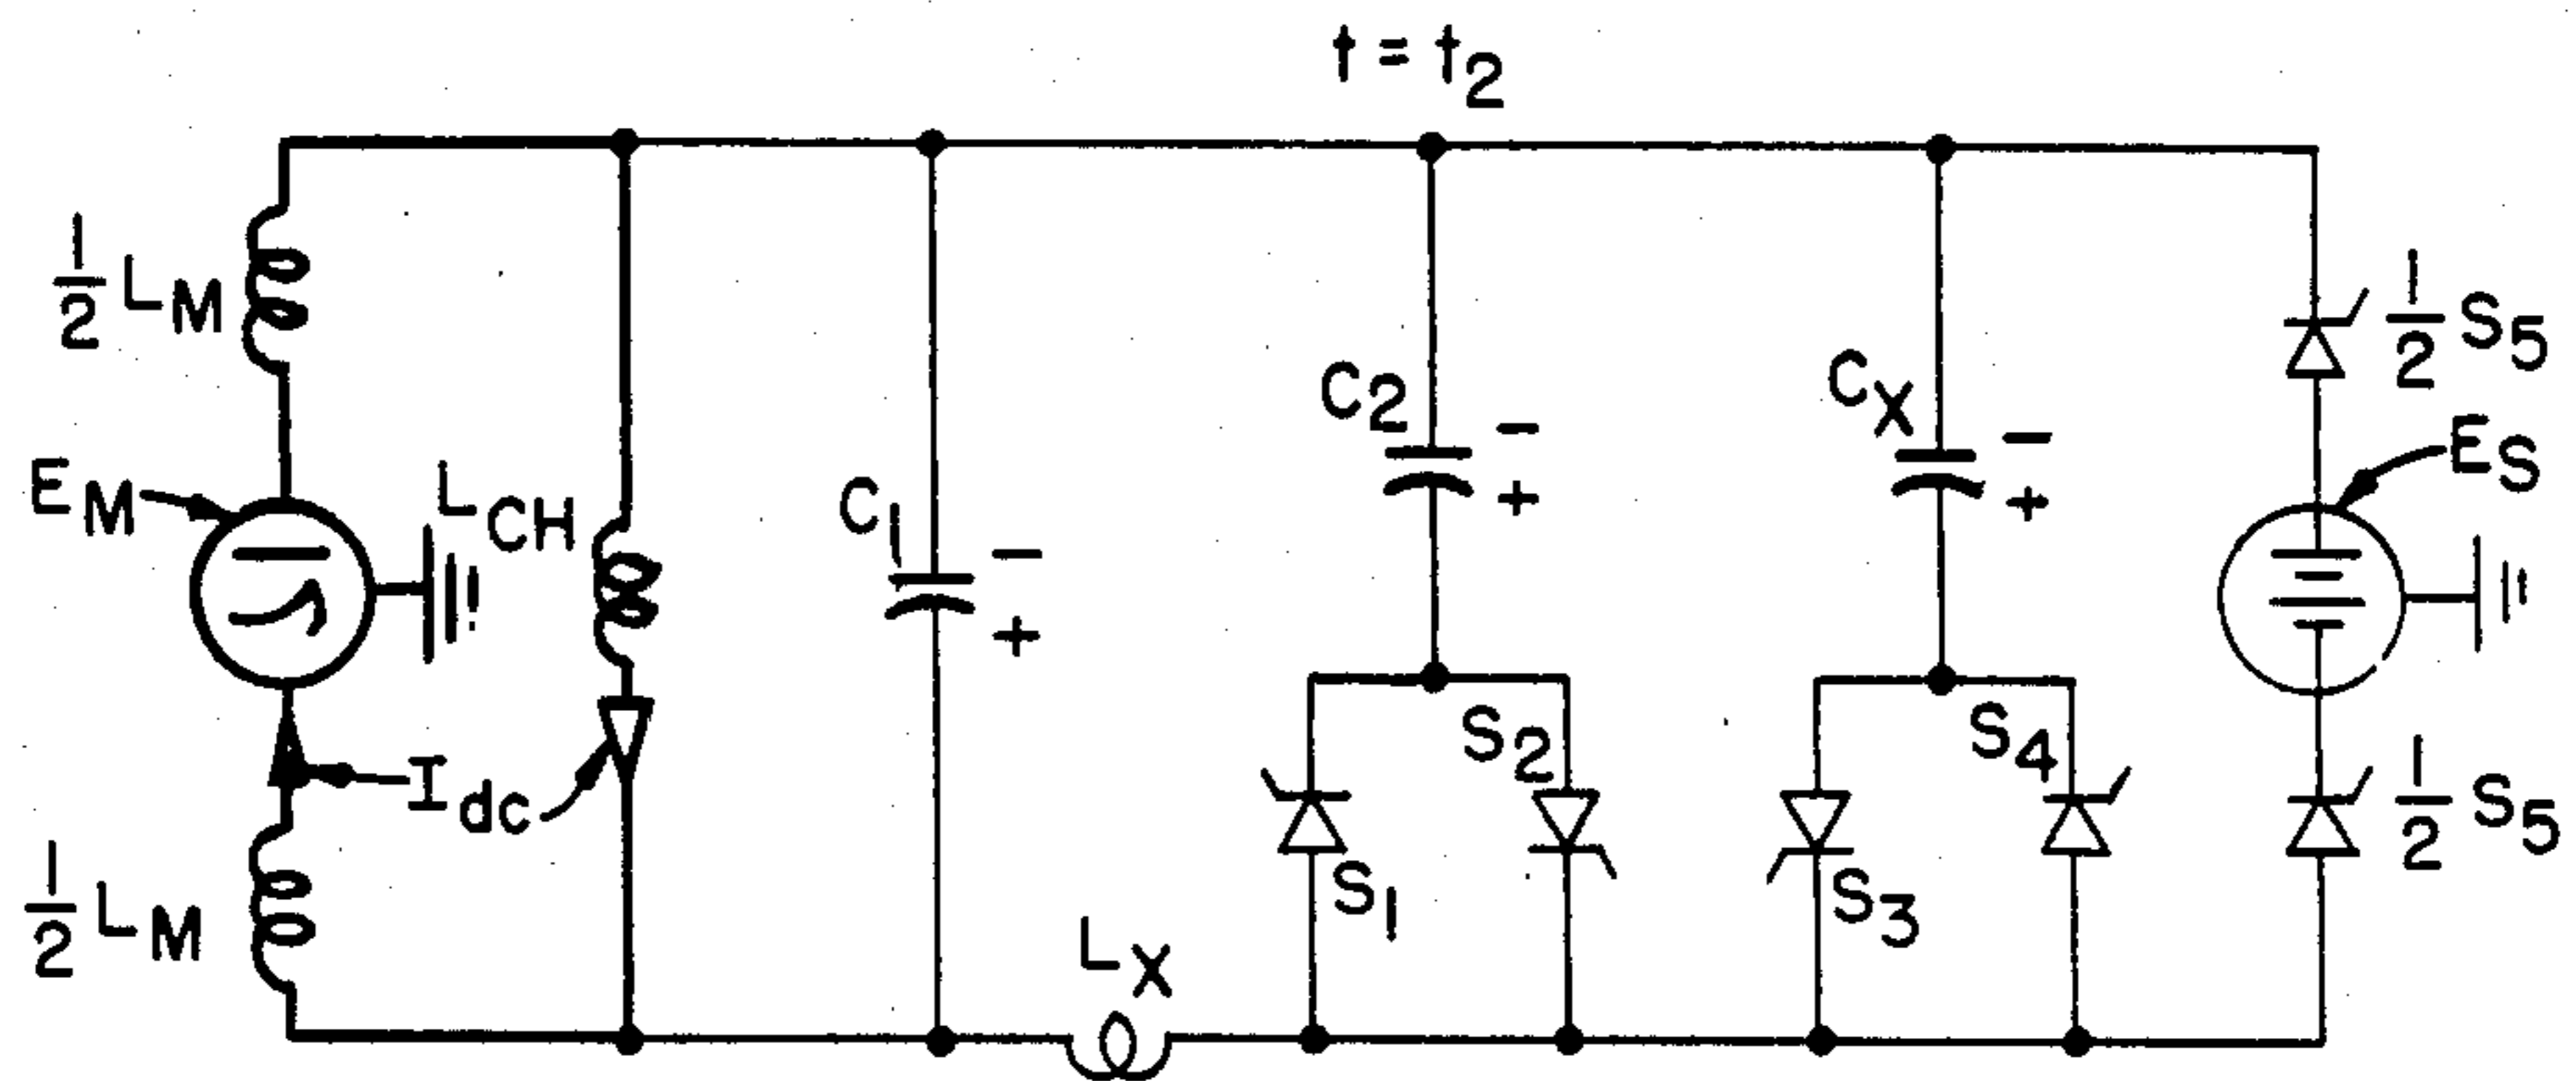 t = t2
1/2 LM
EM
LCH
Idc
1/2 LM
C1
- +
LX
C2
- +
S1
S2
CX
- +
S3
S4
1/2 S5
ES
1/2 S5